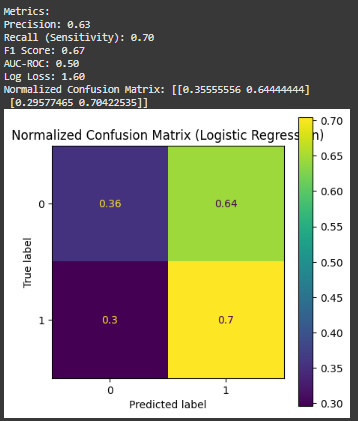 Metrics:
Precision: 0.63
Recall (Sensitivity): 0.70
F1 Score: 0.67
AUC-ROC: 0.50
Log Loss: 1.60
Normalized Confusion Matrix: [[0.35555556 0.64444444]
[0.29577465 0.70422535]]
Normalized Confusion Matrix (Logistic Regression)
0.70
0.65
0.60
0.55
0.50
0.45
0.40
0.35
0.30
True label
0
1
0.36
0.64
0.3
0.7
0
1
Predicted label